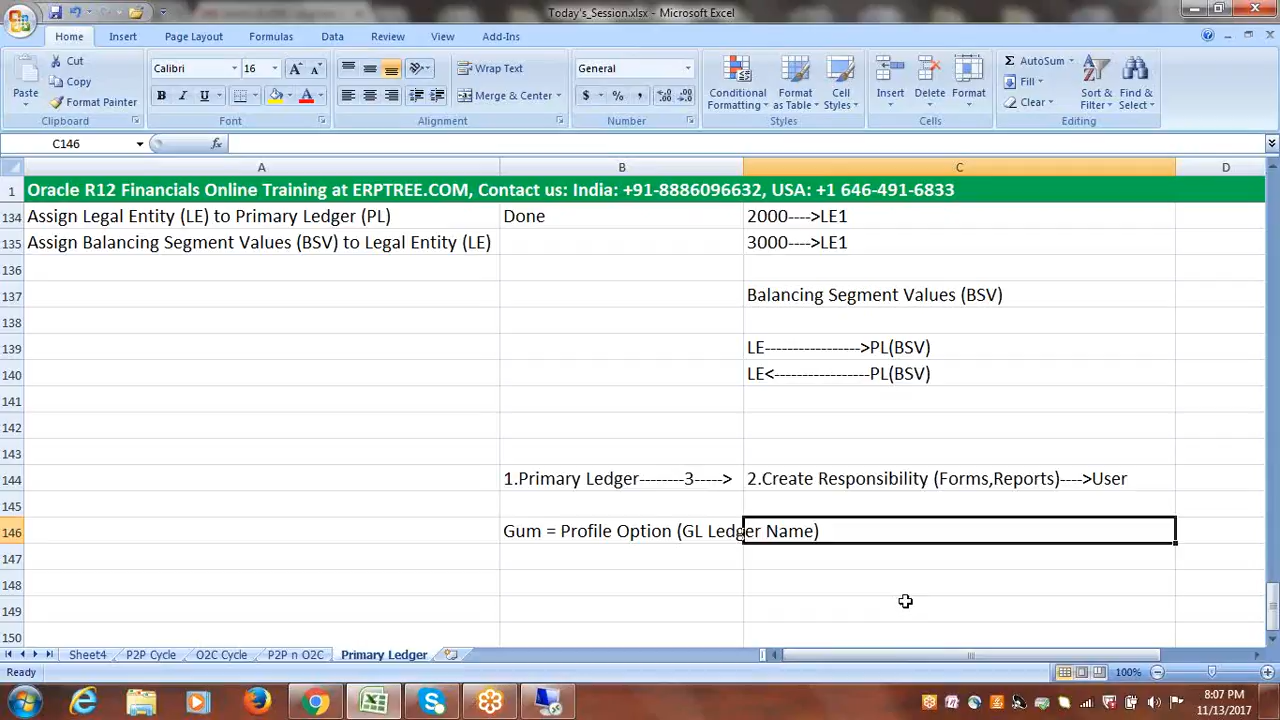 Today's_Session.xlsx - Microsoft Excel
Home Insert Page Layout Formulas Data Review View Add-Ins
Cut
Copy
Format Painter
Paste
Clipboard
Calibri 16
B I U
Font
Wrap Text
Merge & Center
Alignment
General
$ % ,
Number
Conditional Formatting
Format as Table
Cell Styles
Styles
Insert Delete Format
Cells
AutoSum
Fill
Clear
Sort & Filter
Find & Select
Editing
C146 fx
A B C D
1 Oracle R12 Financials Online Training at ERPTREE.COM, Contact us: India: +91-8886096632, USA: +1 646-491-6833
134 Assign Legal Entity (LE) to Primary Ledger (PL) Done 2000---->LE1
135 Assign Balancing Segment Values (BSV) to Legal Entity (LE) 3000---->LE1
136
137 Balancing Segment Values (BSV)
138
139 LE----------------->PL(BSV)
140 LE<-----------------PL(BSV)
141
142
143
144 1.Primary Ledger--------3-----> 2.Create Responsibility (Forms,Reports)---->User
145
146 Gum = Profile Option (GL Ledger Name)
147
148
149
150
Sheet4 P2P Cycle O2C Cycle P2P n O2C Primary Ledger
Ready 100%
8:07 PM
11/13/2017